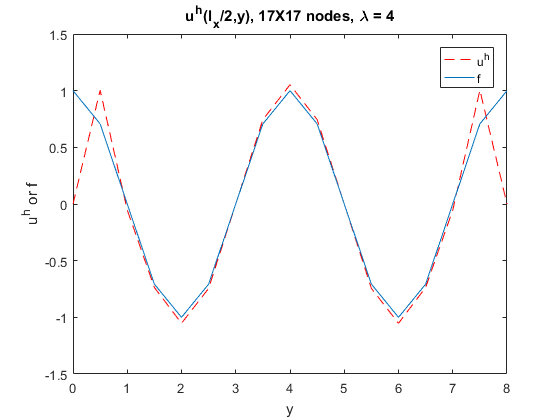 u^h(l_x/2,y), 17X17 nodes, λ = 4
u^h
f
u^h or f
1.5
1
0.5
0
-0.5
-1
-1.5
0 1 2 3 4 5 6 7 8
y